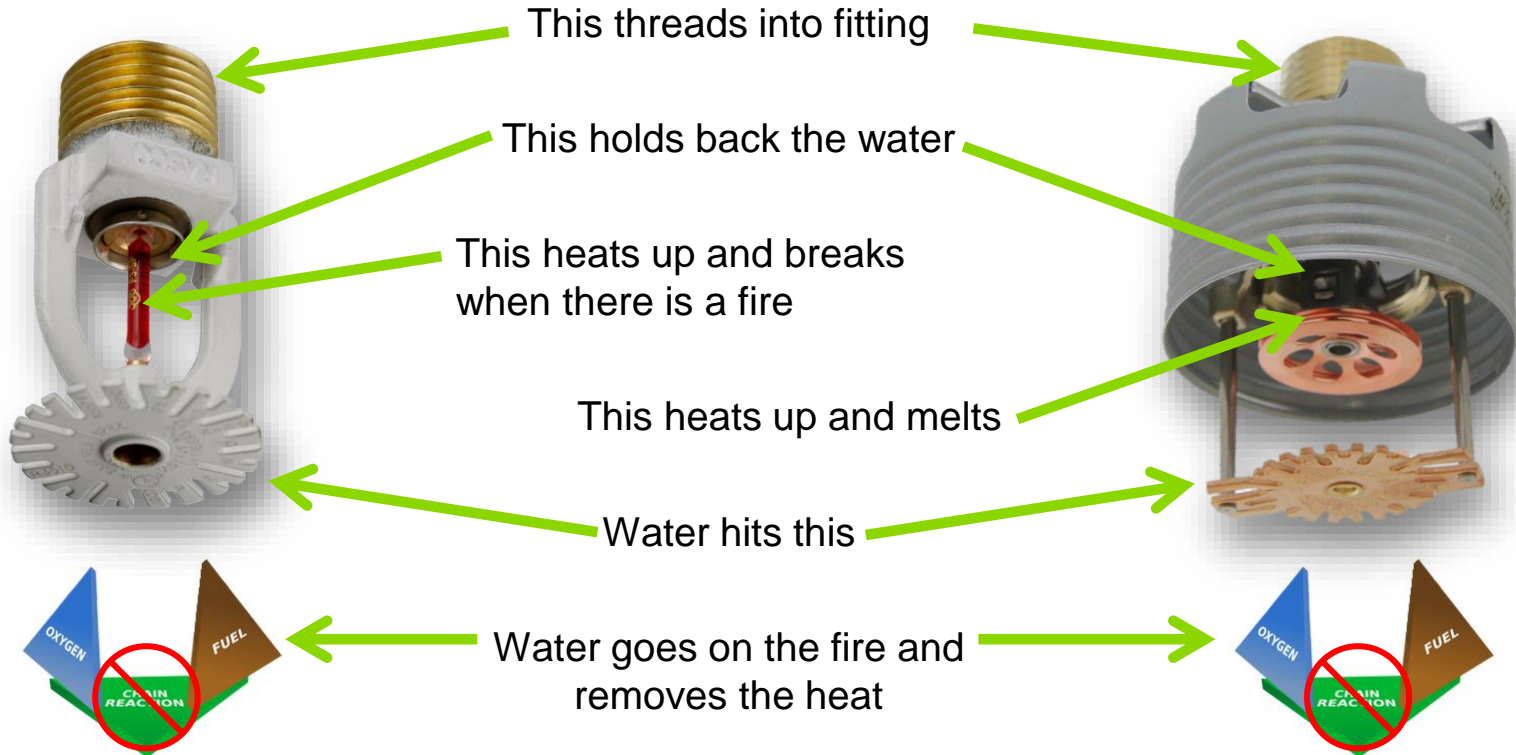 This threads into fitting
This holds back the water
This heats up and breaks
when there is a fire
This heats up and melts
Water hits this
OXYGEN
FUEL
CHAIN
REACTION
Water goes on the fire and
removes the heat
OXYGEN
FUEL
CHAIN
REACTION